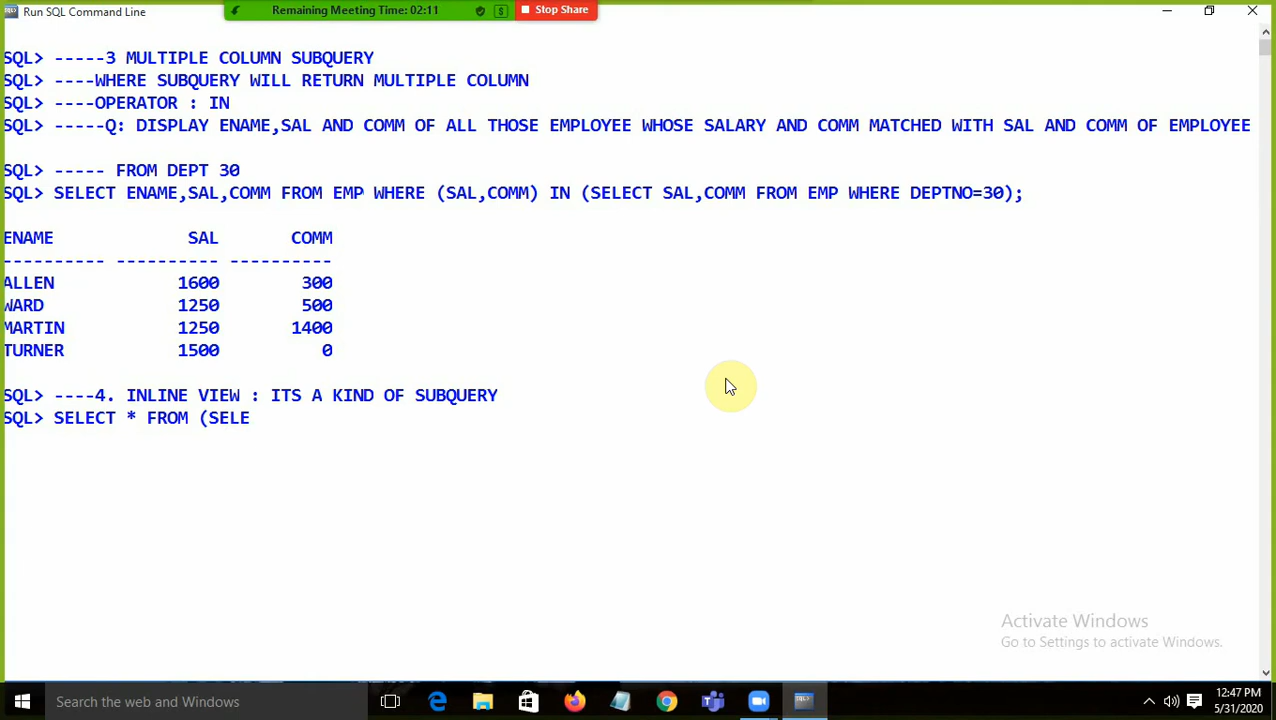 Run SQL Command Line
Remaining Meeting Time: 02:11
Stop Share
SQL> -----3 MULTIPLE COLUMN SUBQUERY
SQL> ----WHERE SUBQUERY WILL RETURN MULTIPLE COLUMN
SQL> ----OPERATOR : IN
SQL> -----Q: DISPLAY ENAME,SAL AND COMM OF ALL THOSE EMPLOYEE WHOSE SALARY AND COMM MATCHED WITH SAL AND COMM OF EMPLOYEE
SQL> ----- FROM DEPT 30
SQL> SELECT ENAME,SAL,COMM FROM EMP WHERE (SAL,COMM) IN (SELECT SAL,COMM FROM EMP WHERE DEPTNO=30);
ENAME SAL COMM
---------- ---------- ----------
ALLEN 1600 300
WARD 1250 500
MARTIN 1250 1400
TURNER 1500 0
SQL> ----4. INLINE VIEW : ITS A KIND OF SUBQUERY
SQL> SELECT * FROM (SELE
Activate Windows
Go to Settings to activate Windows.
Search the web and Windows
12:47 PM
5/31/2020